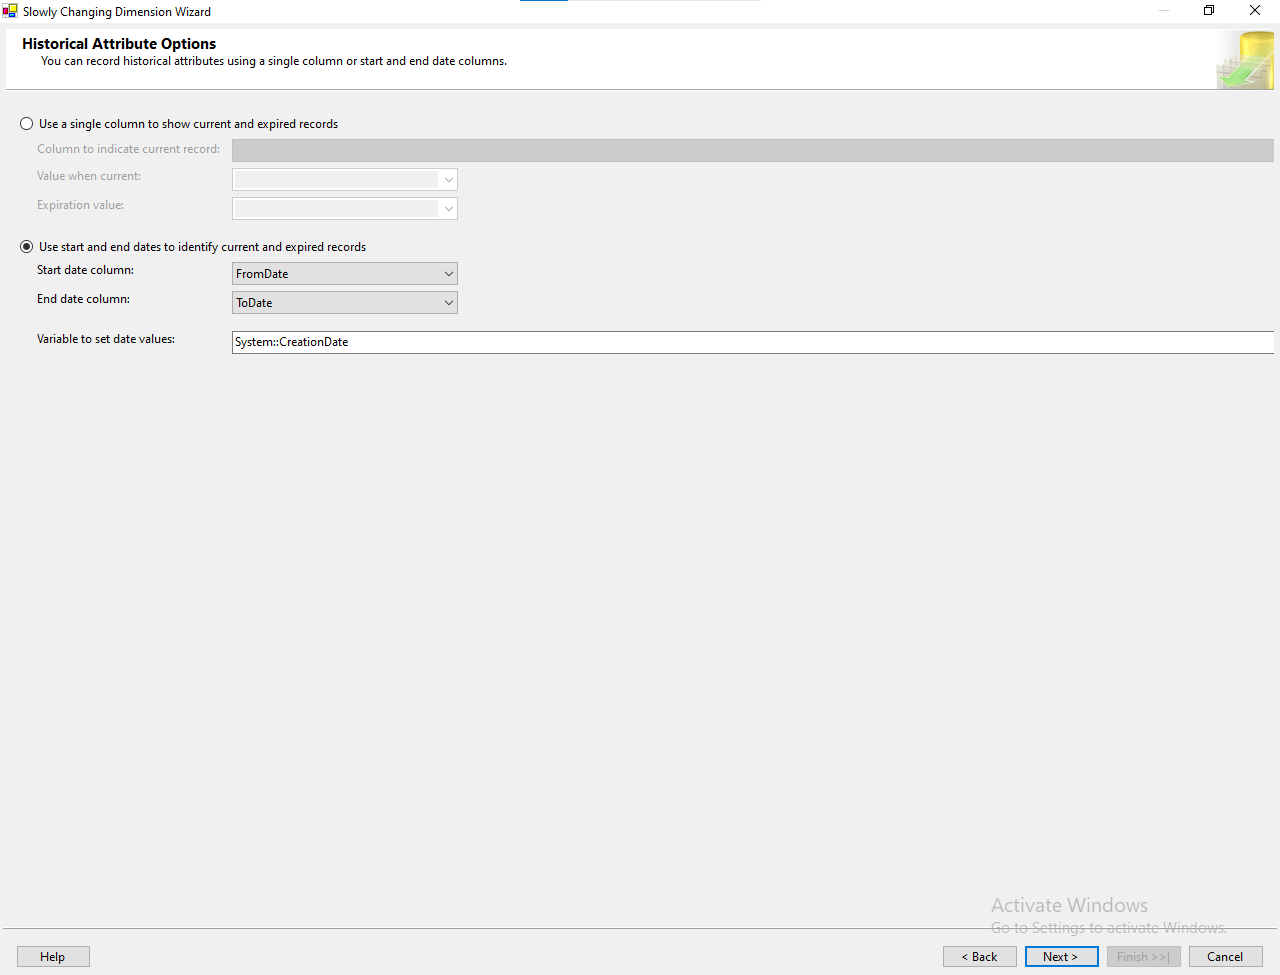 Slowly Changing Dimension Wizard
Historical Attribute Options
You can record historical attributes using a single column or start and end date columns.
Use a single column to show current and expired records
Column to indicate current record:
Value when current:
Expiration value:
Use start and end dates to identify current and expired records
Start date column: FromDate
End date column: ToDate
Variable to set date values: System::CreationDate
Activate Windows
Go to Settings to activate Windows.
Help < Back Next > Finish >>| Cancel